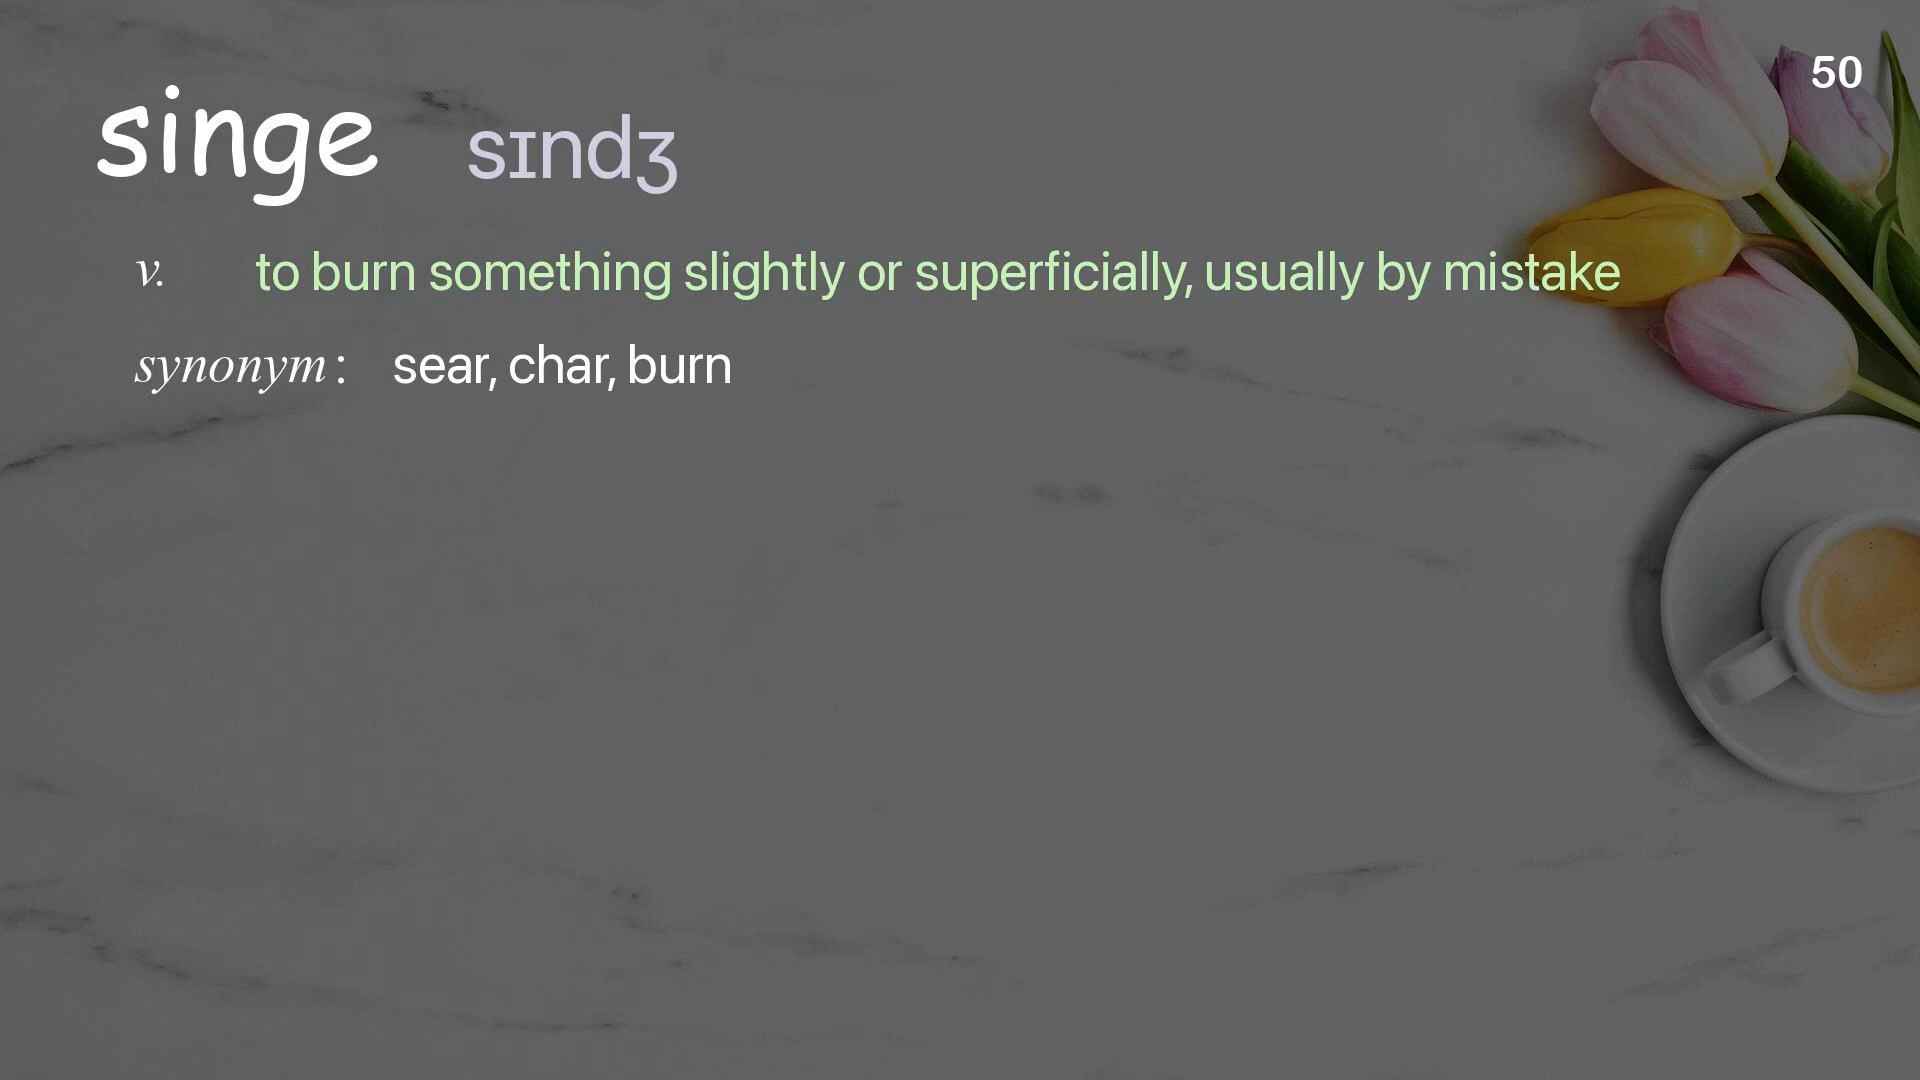 50
singe sɪndʒ
v. to burn something slightly or superficially, usually by mistake
synonym : sear, char, burn